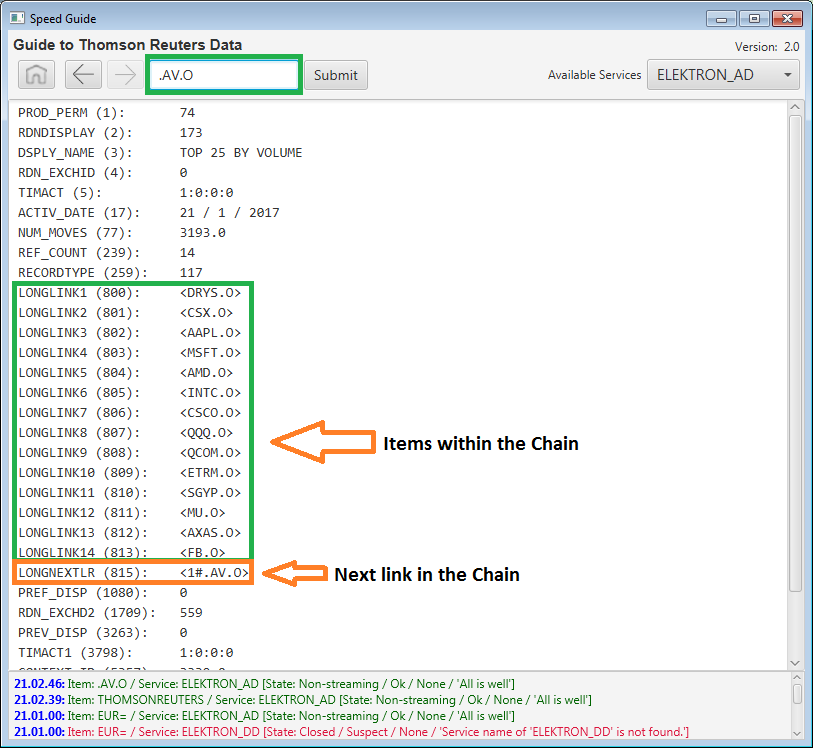 Speed Guide
Guide to Thomson Reuters Data
Version: 2.0
.AV.O Submit Available Services ELEKTRON_AD
PROD_PERM (1): 74
RDNDISPLAY (2): 173
DSPLY_NAME (3): TOP 25 BY VOLUME
RDN_EXCHID (4): 0
TIMACT (5): 1:0:0:0
ACTIV_DATE (17): 21 / 1 / 2017
NUM_MOVES (77): 3193.0
REF_COUNT (239): 14
RECORDTYPE (259): 117
LONGLINK1 (800): <DRYS.O>
LONGLINK2 (801): <CSX.O>
LONGLINK3 (802): <AAPL.O>
LONGLINK4 (803): <MSFT.O>
LONGLINK5 (804): <AMD.O>
LONGLINK6 (805): <INTC.O>
LONGLINK7 (806): <CSCO.O>
LONGLINK8 (807): <QQQ.O>
Items within the Chain
LONGLINK9 (808): <QCOM.O>
LONGLINK10 (809): <ETRM.O>
LONGLINK11 (810): <SGYP.O>
LONGLINK12 (811): <MU.O>
LONGLINK13 (812): <AXAS.O>
LONGLINK14 (813): <FB.O>
LONGNEXTLR (815): <1#.AV.O> Next link in the Chain
PREF_DISP (1080): 0
RDN_EXCHD2 (1709): 559
PREV_DISP (3263): 0
TIMACT1 (3798): 1:0:0:0
21.02.46: Item: .AV.O / Service: ELEKTRON_AD [State: Non-streaming / Ok / None / 'All is well']
21.02.39: Item: THOMSONREUTERS / Service: ELEKTRON_AD [State: Non-streaming / Ok / None / 'All is well']
21.01.00: Item: EUR= / Service: ELEKTRON_AD [State: Non-streaming / Ok / None / 'All is well']
21.01.00: Item: EUR= / Service: ELEKTRON_DD [State: Closed / Suspect / None / 'Service name of 'ELEKTRON_DD' is not found.']